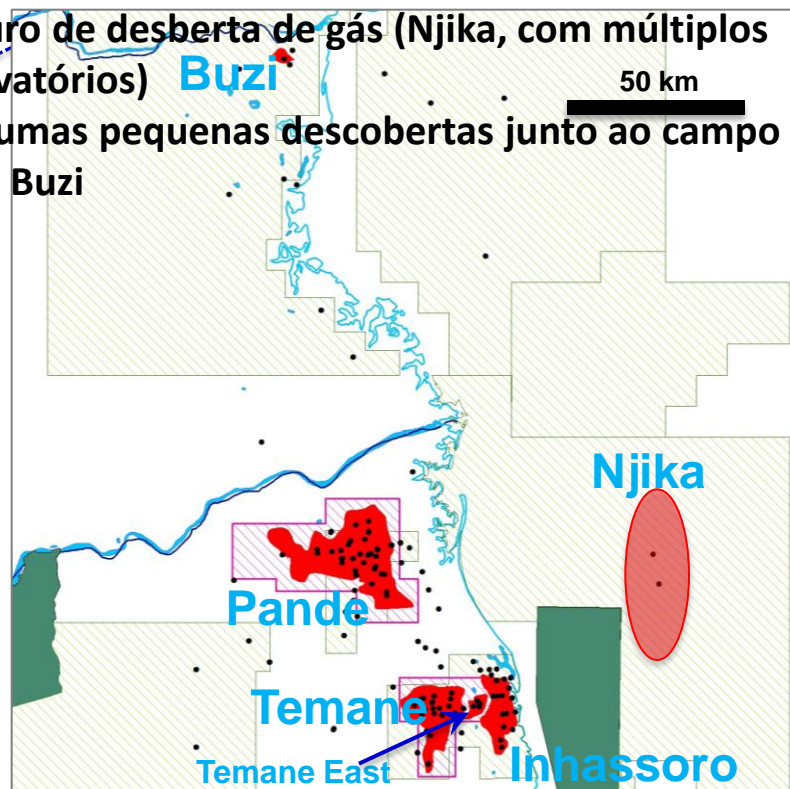 uro de desberta de gás (Njika, com múltiplos
vatórios)
Buzi
50 km
umas pequenas descobertas junto ao campo
Buzi
Njika
Pande
Temane
Temane East
Inhassoro